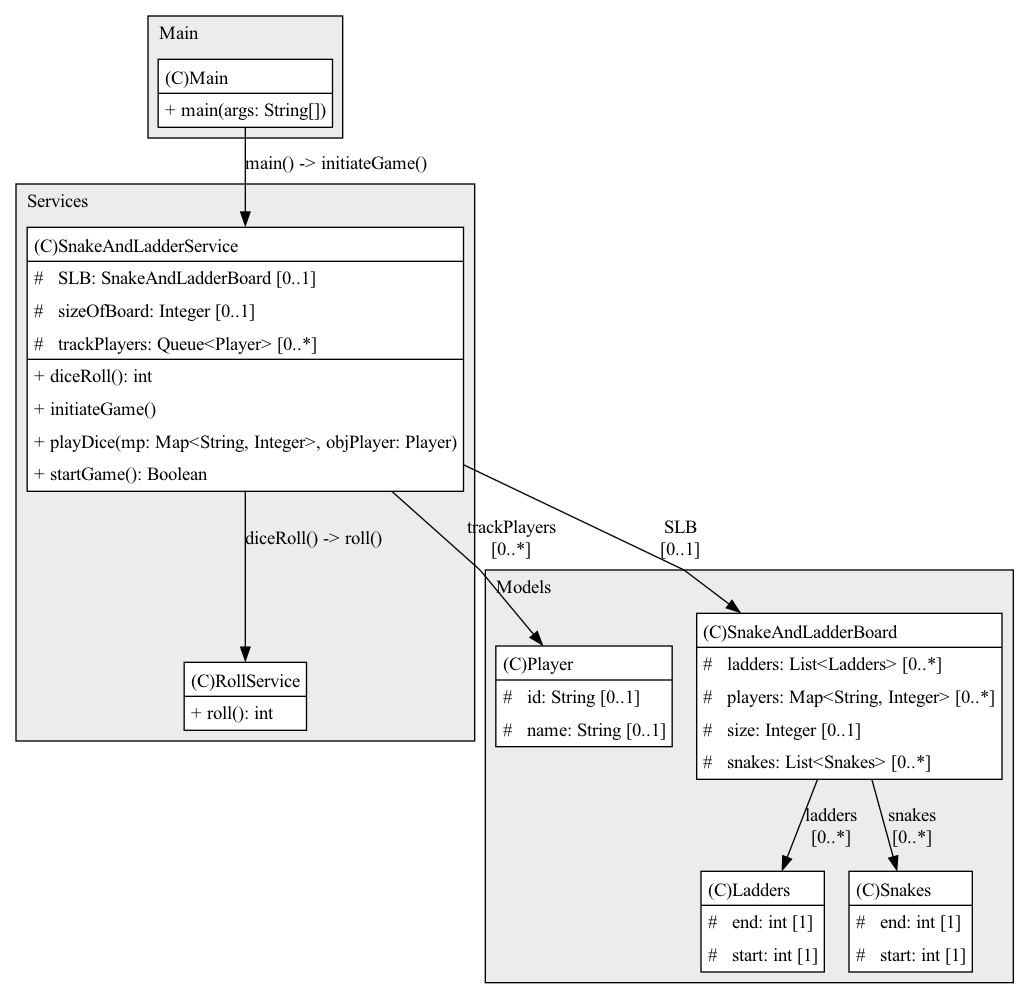 Main
(C)Main
+ main(args: String[])
main() -> initiateGame()
Services
(C)SnakeAndLadderService
# SLB: SnakeAndLadderBoard [0..1]
# sizeOfBoard: Integer [0..1]
# trackPlayers: Queue<Player> [0..*]
+ diceRoll(): int
+ initiateGame()
+ playDice(mp: Map<String, Integer>, objPlayer: Player)
+ startGame(): Boolean
diceRoll() -> roll()
trackPlayers
[0..*]
SLB
[0..1]
(C)RollService
+ roll(): int
Models
(C)Player
# id: String [0..1]
# name: String [0..1]
(C)SnakeAndLadderBoard
# ladders: List<Ladders> [0..*]
# players: Map<String, Integer> [0..*]
# size: Integer [0..1]
# snakes: List<Snakes> [0..*]
ladders
[0..*]
snakes
[0..*]
(C)Ladders
# end: int [1]
# start: int [1]
(C)Snakes
# end: int [1]
# start: int [1]